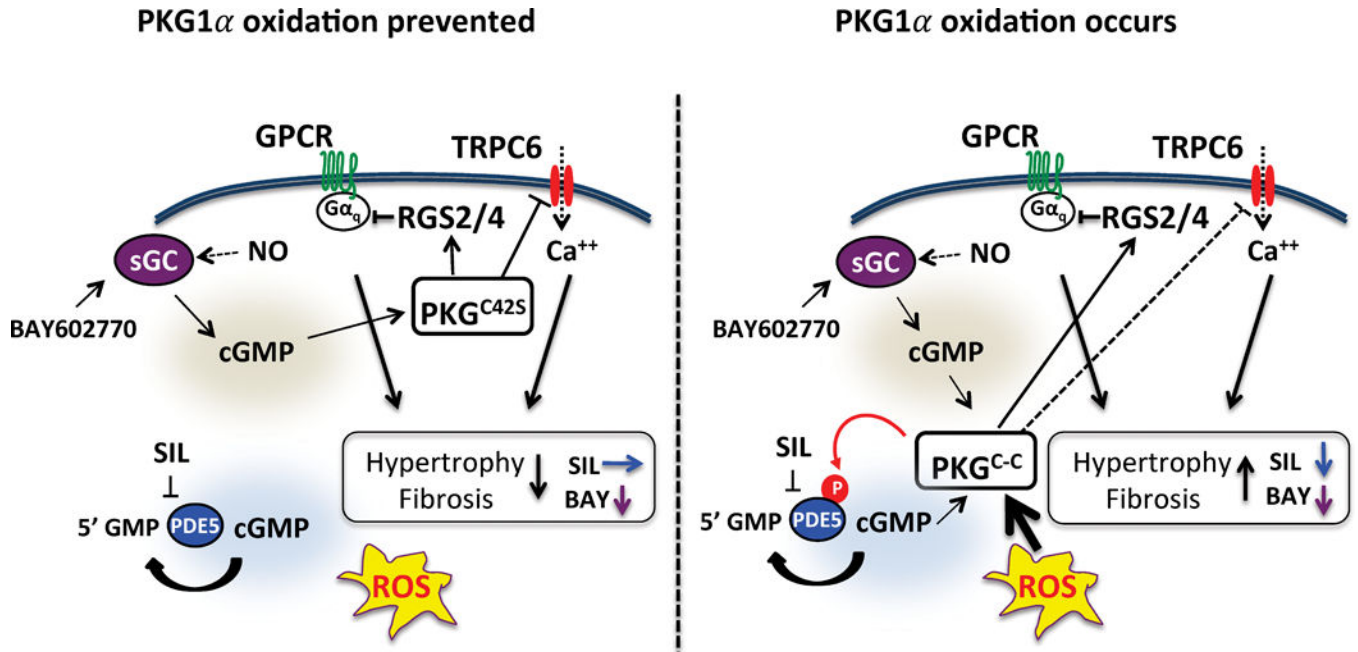 PKG1α oxidation prevented
GPCR
TRPC6
Gαq
RGS2/4
Ca++
sGC
NO
BAY602770
cGMP
PKGC42S
SIL
5’ GMP
PDE5
cGMP
Hypertrophy
Fibrosis
SIL
BAY
ROS
PKG1α oxidation occurs
GPCR
TRPC6
Gαq
RGS2/4
Ca++
sGC
NO
BAY602770
cGMP
SIL
P
5’ GMP
PDE5
cGMP
PKGC-C
Hypertrophy
Fibrosis
SIL
BAY
ROS